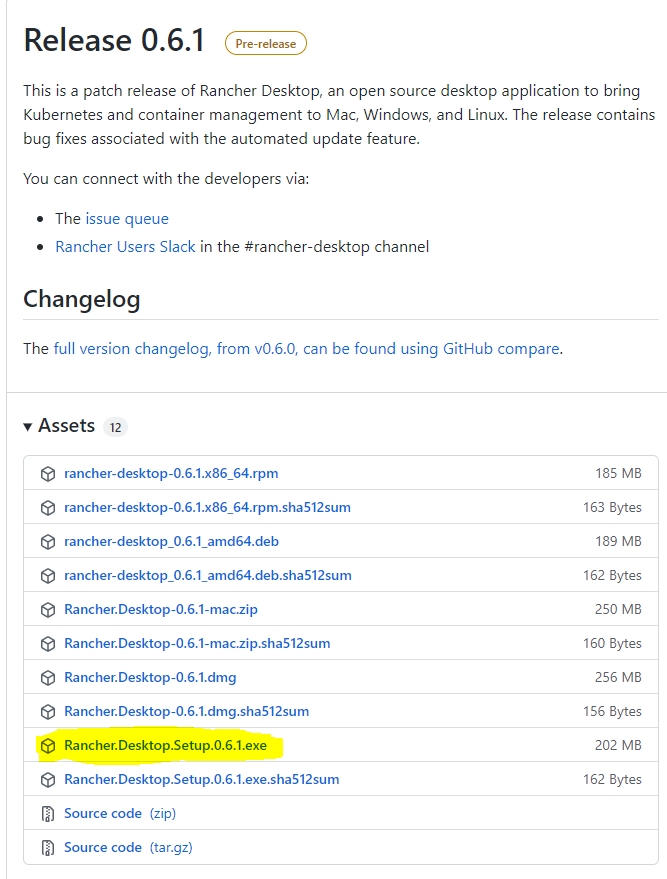 Release 0.6.1 Pre-release
This is a patch release of Rancher Desktop, an open source desktop application to bring
Kubernetes and container management to Mac, Windows, and Linux. The release contains
bug fixes associated with the automated update feature.
You can connect with the developers via:
• The issue queue
• Rancher Users Slack in the #rancher-desktop channel
Changelog
The full version changelog, from v0.6.0, can be found using GitHub compare.
▾ Assets 12
rancher-desktop-0.6.1.x86_64.rpm 185 MB
rancher-desktop-0.6.1.x86_64.rpm.sha512sum 163 Bytes
rancher-desktop_0.6.1_amd64.deb 189 MB
rancher-desktop_0.6.1_amd64.deb.sha512sum 162 Bytes
Rancher.Desktop-0.6.1-mac.zip 250 MB
Rancher.Desktop-0.6.1-mac.zip.sha512sum 160 Bytes
Rancher.Desktop-0.6.1.dmg 256 MB
Rancher.Desktop-0.6.1.dmg.sha512sum 156 Bytes
Rancher.Desktop.Setup.0.6.1.exe 202 MB
Rancher.Desktop.Setup.0.6.1.exe.sha512sum 162 Bytes
Source code (zip)
Source code (tar.gz)